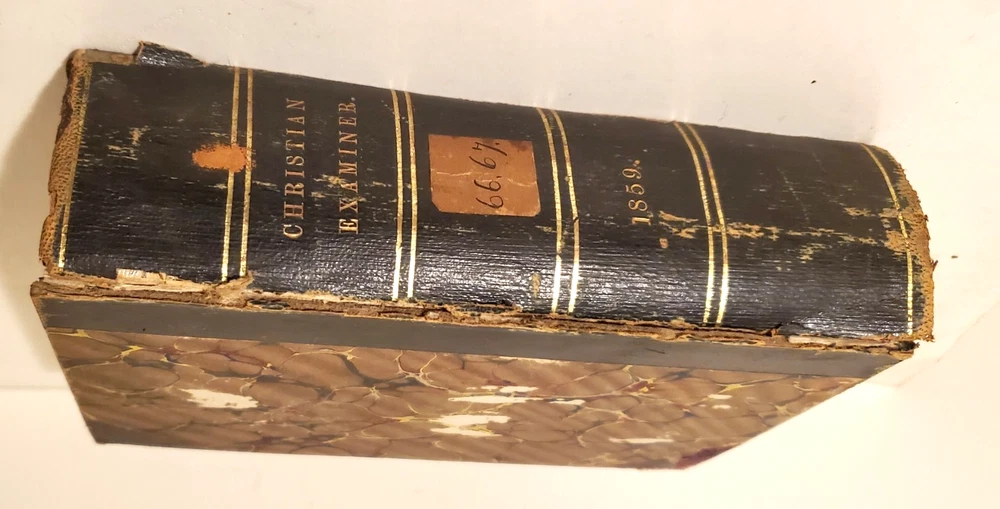 CHRISTIAN
EXAMINER.
66.67.
1859.